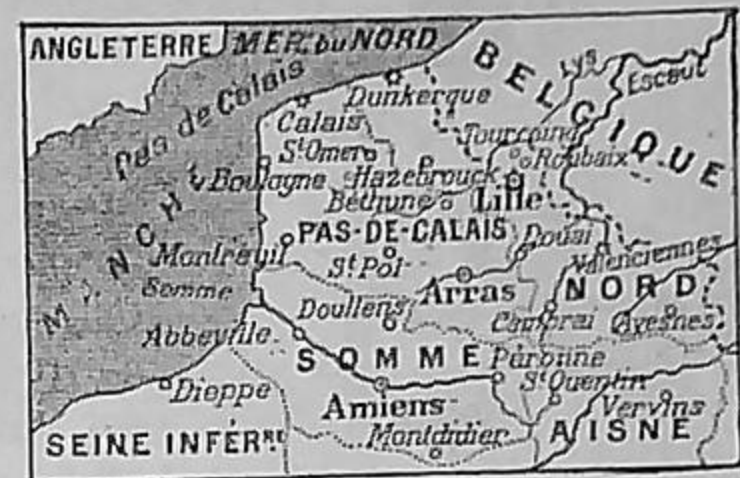 ANGLETERRE
MER DU NORD
BELGIQUE
Lys
Escaut
Pas de Calais
Dunkerque
Calais
Tourcoing
St Omer
Roubaix
Boulogne
Hazebrouck
Béthune
Lille
MANCHE
PAS-DE-CALAIS
Douai
Montreuil
St Pol
Valenciennes
Somme
Arras
NORD
Doullens
Cambrai
Avesnes
Abbeville
SOMME
Péronne
St Quentin
Dieppe
Amiens
Vervins
SEINE INFÉR.RE
Montdidier
AISNE